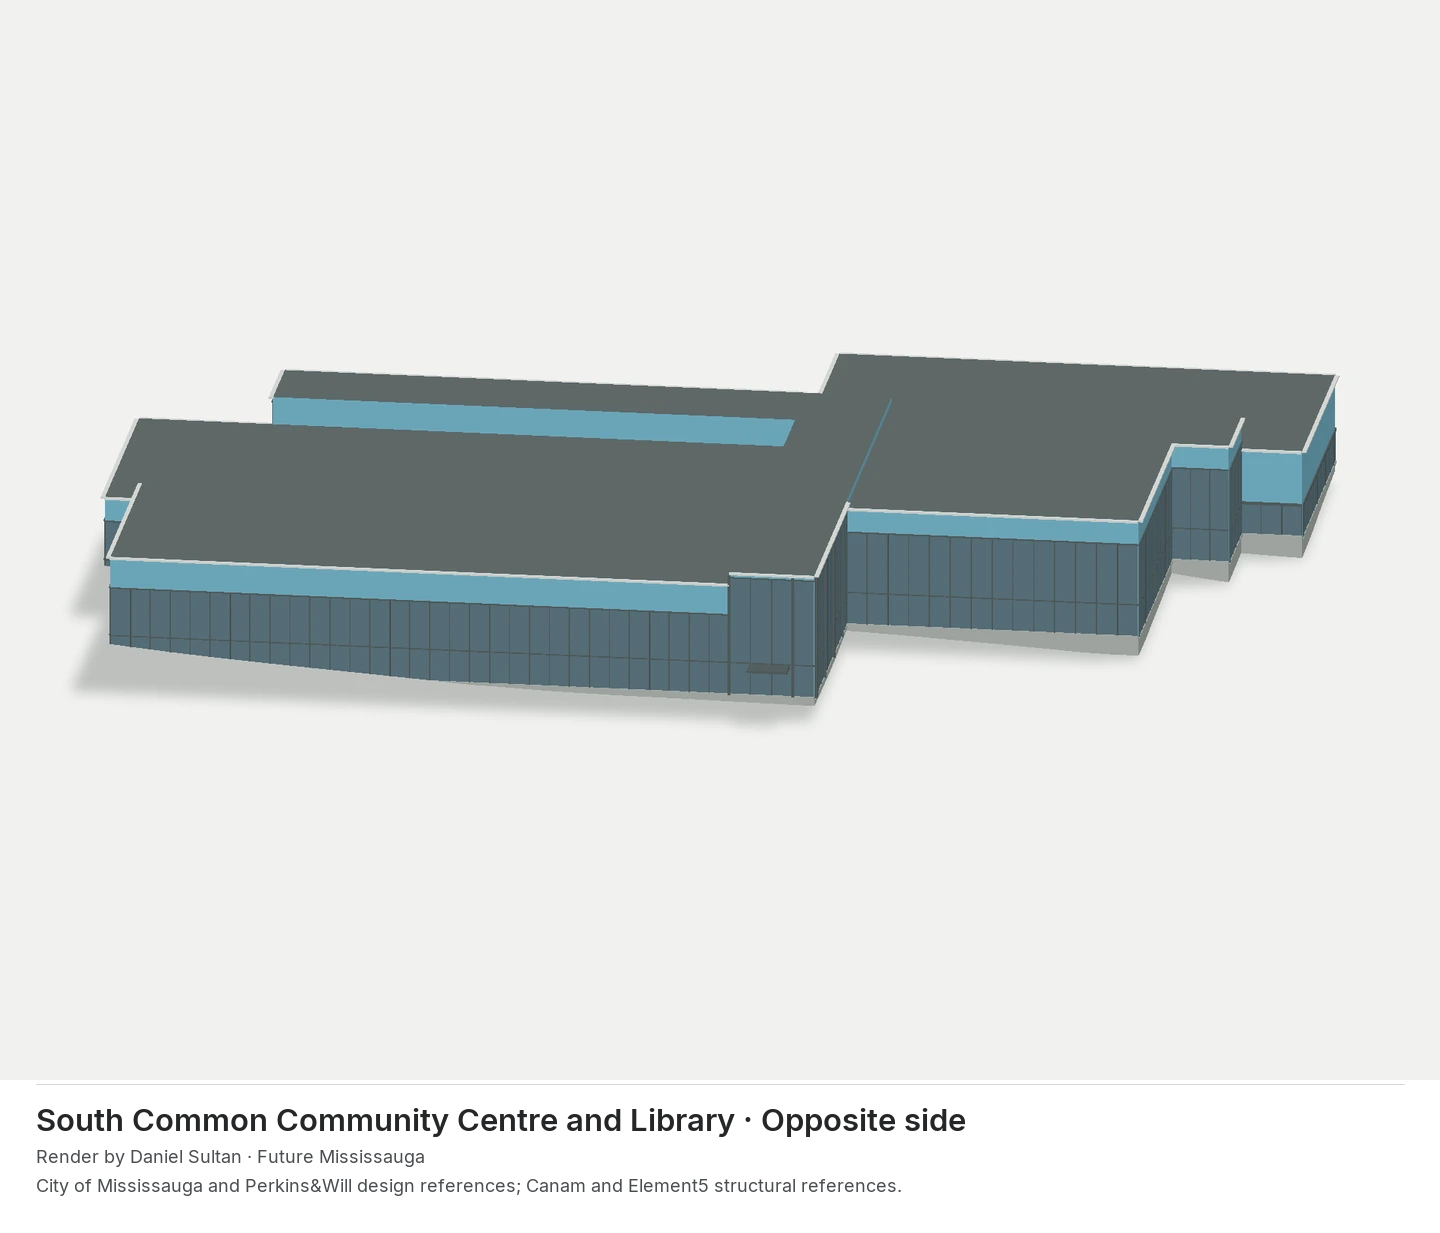 South Common Community Centre and Library · Opposite side
Render by Daniel Sultan · Future Mississauga
City of Mississauga and Perkins&Will design references; Canam and Element5 structural references.